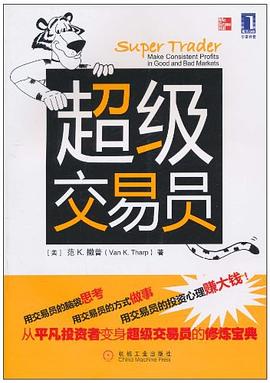 Super Trader
Make Consistent Profits
in Good and Bad Markets
超级
交易员
[美] 范 K. 撒普 (Van K. Tharp) 著
用交易员的脑袋思考
用交易员的方式做事
用交易员的投资心理赚大钱!
从平凡投资者变身超级交易员的修炼宝典
机械工业出版社
China Machine Press